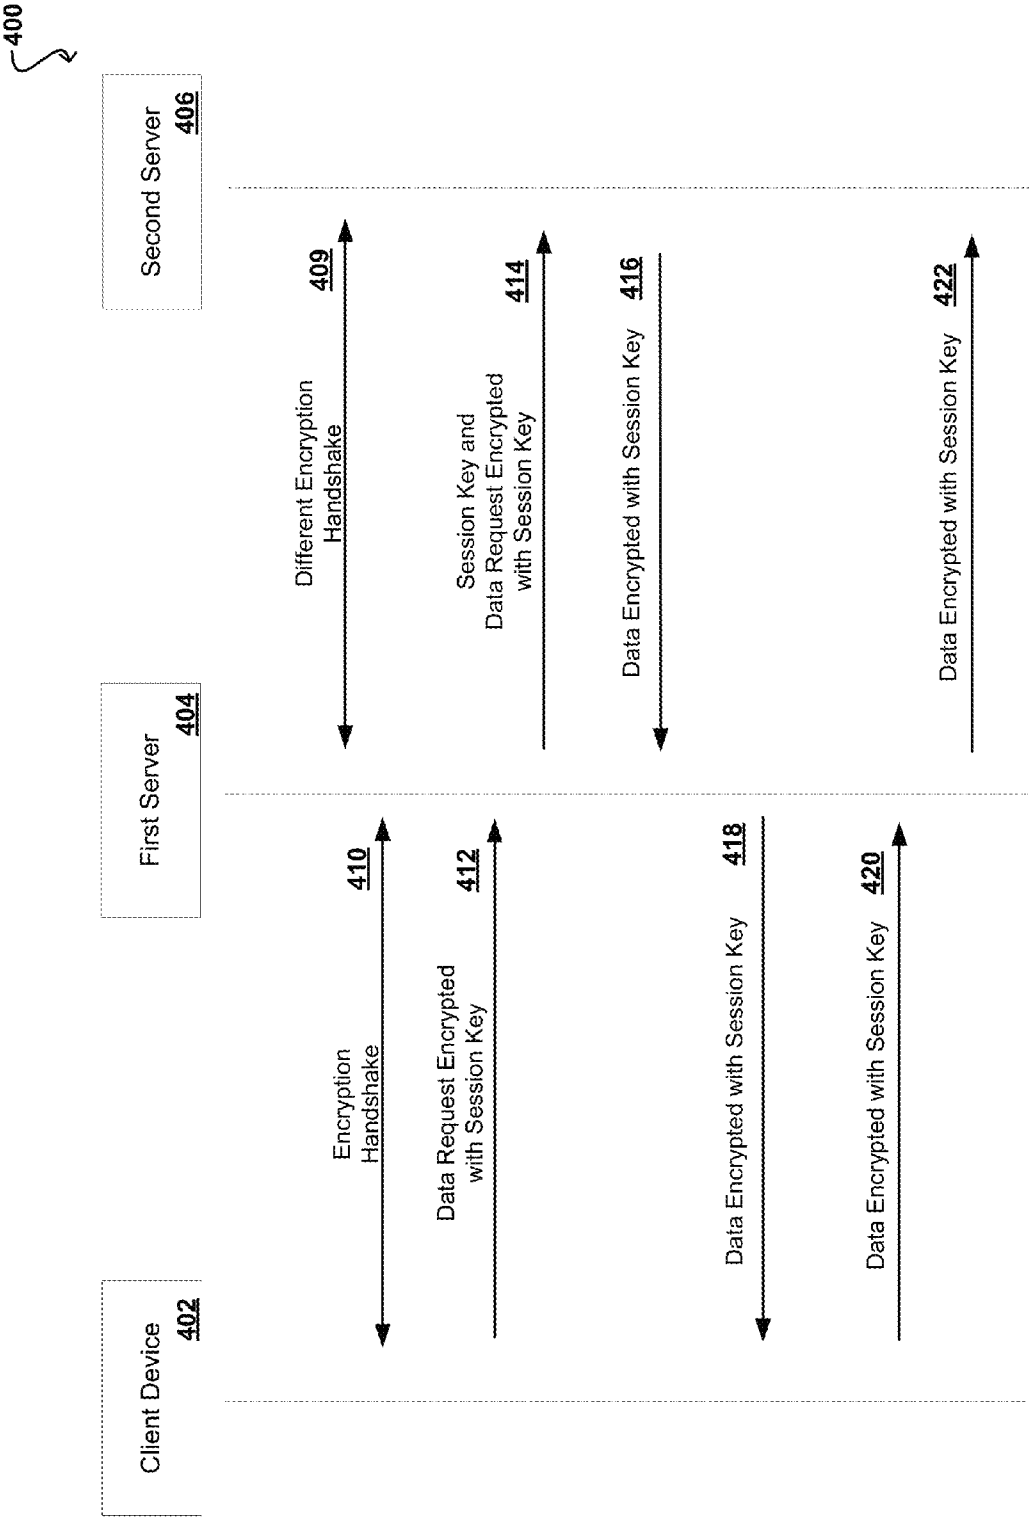 400
Client Device
402
First Server
404
Second Server
406
Different Encryption
Handshake
409
Encryption
Handshake
410
Data Request Encrypted
with Session Key
412
Session Key and
Data Request Encrypted
with Session Key
414
Data Encrypted with Session Key
416
Data Encrypted with Session Key
418
Data Encrypted with Session Key
420
Data Encrypted with Session Key
422